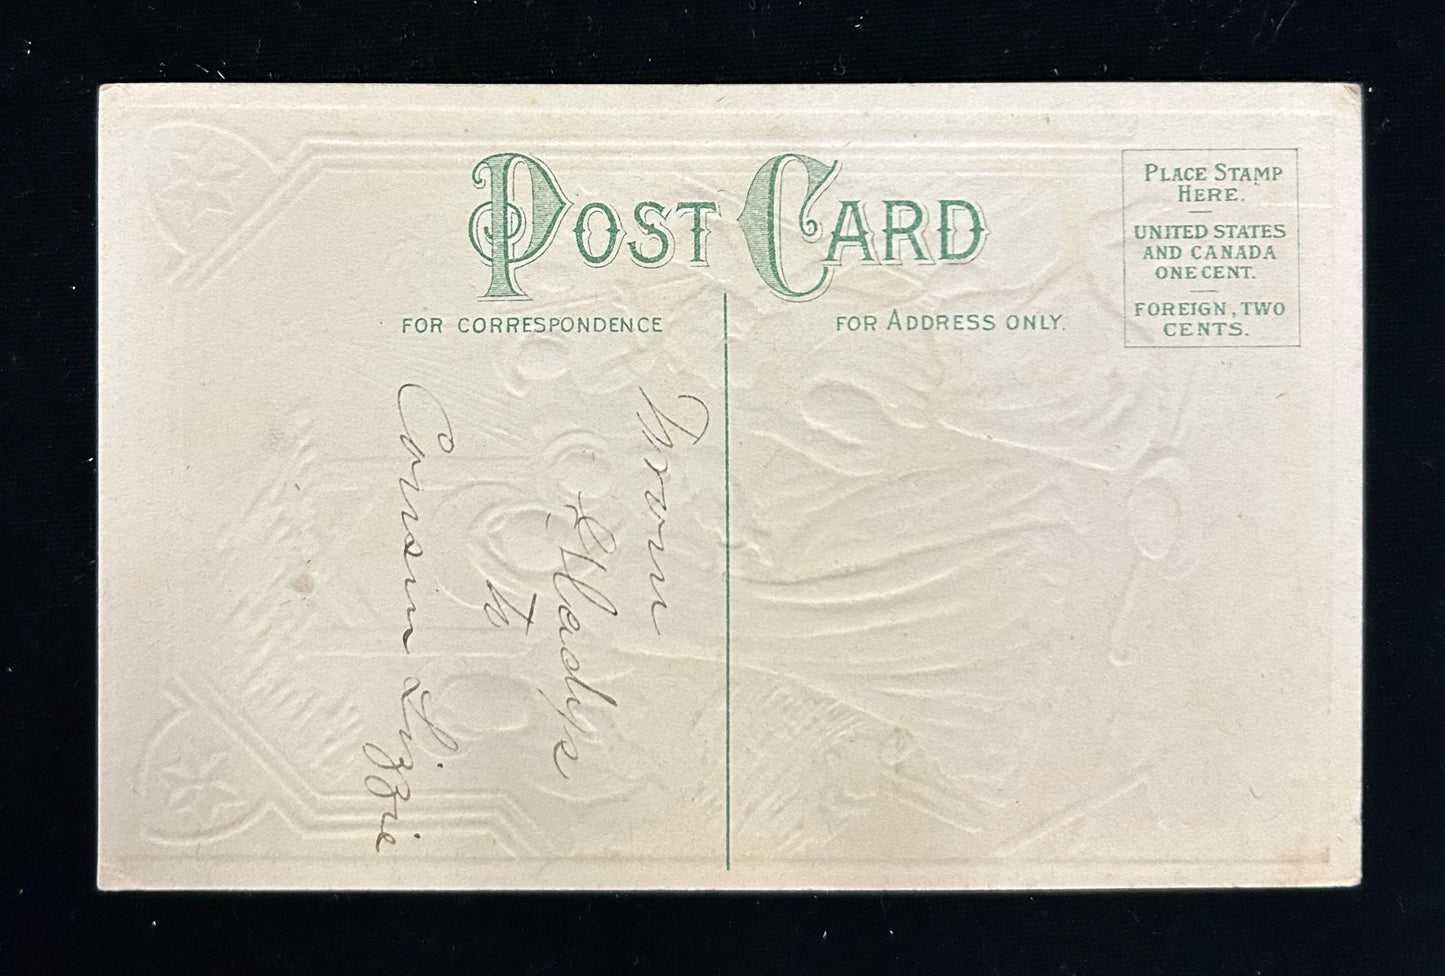 POST CARD
FOR CORRESPONDENCE
FOR ADDRESS ONLY.
PLACE STAMP
HERE.
UNITED STATES
AND CANADA
ONE CENT.
FOREIGN, TWO
CENTS.
From
Gladys
to
Cousin Lizzie